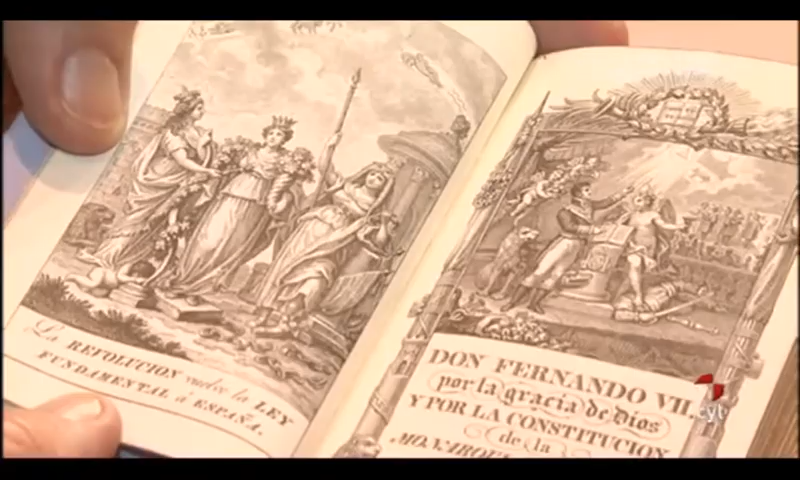 La REVOLUCION vuelve la LEY
FUNDAMENTAL á ESPAÑA.
DON FERNANDO VII.
por la gracia de Dios
Y POR LA CONSTITUCION
de la
cyl